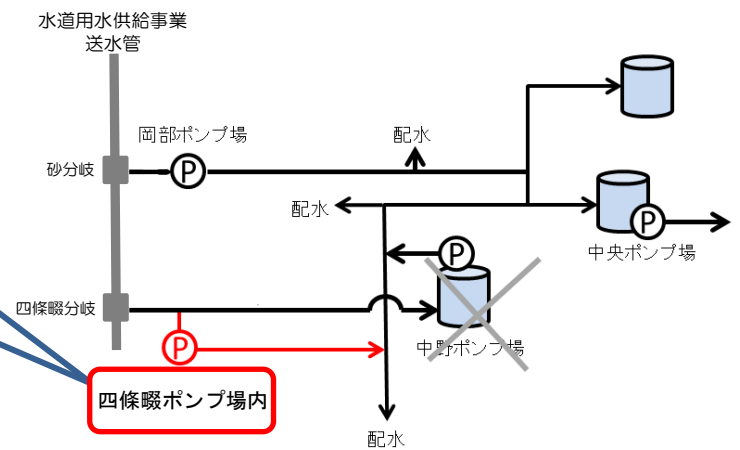 水道用水供給事業
送水管
岡部ポンプ場
配水
砂分岐
P
配水
P
中央ポンプ場
P
四條畷分岐
中野ポンプ場
P
四條畷ポンプ場内
配水